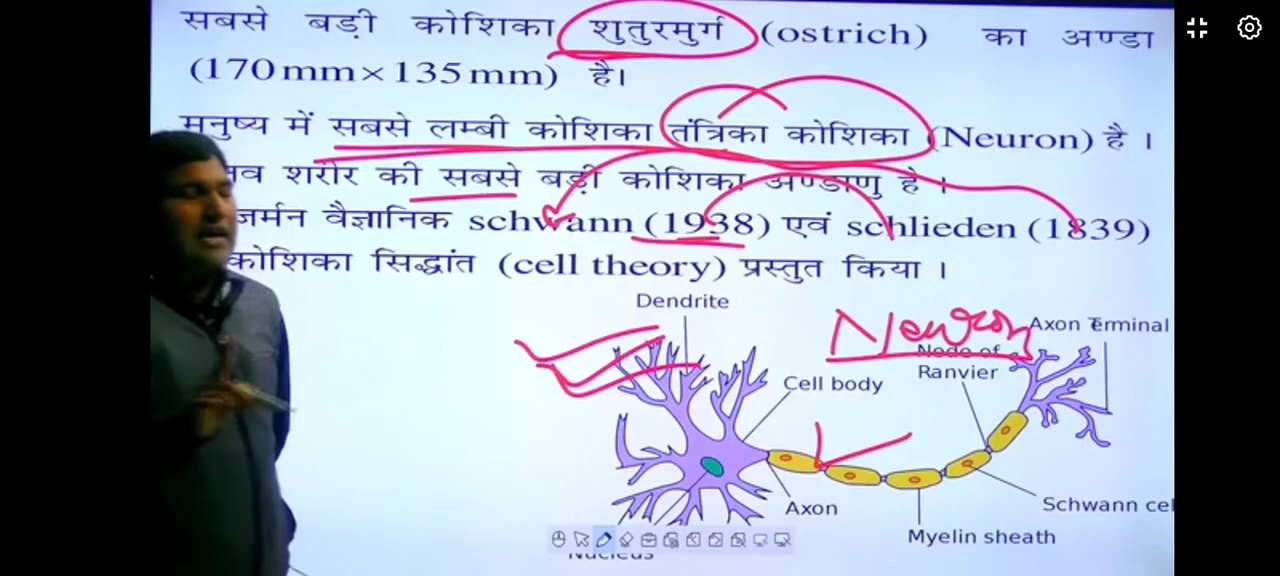 सबसे बड़ी कोशिका शुतुरमुर्ग (ostrich) का अण्डा
(170 mm×135 mm) है।
मनुष्य में सबसे लम्बी कोशिका तंत्रिका कोशिका (Neuron) है ।
शरीर की सबसे बड़ी कोशिका अण्डाणु है ।
जर्मन वैज्ञानिक schwann (1938) एवं schlieden (1839)
कोशिका सिद्धांत (cell theory) प्रस्तुत किया ।
Dendrite
Neuron
Axon Terminal
Node of
Ranvier
Cell body
Axon
Schwann cel
Myelin sheath
Nucleus